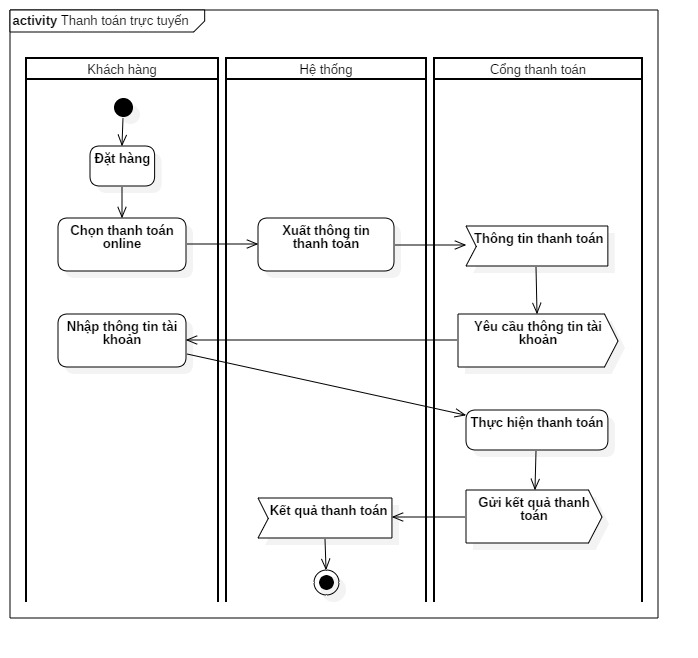 activity Thanh toán trực tuyến
Khách hàng
Hệ thống
Cổng thanh toán
Đặt hàng
Chọn thanh toán
online
Xuất thông tin
thanh toán
Thông tin thanh toán
Nhập thông tin tài
khoản
Yêu cầu thông tin tài
khoản
Thực hiện thanh toán
Kết quả thanh toán
Gửi kết quả thanh
toán